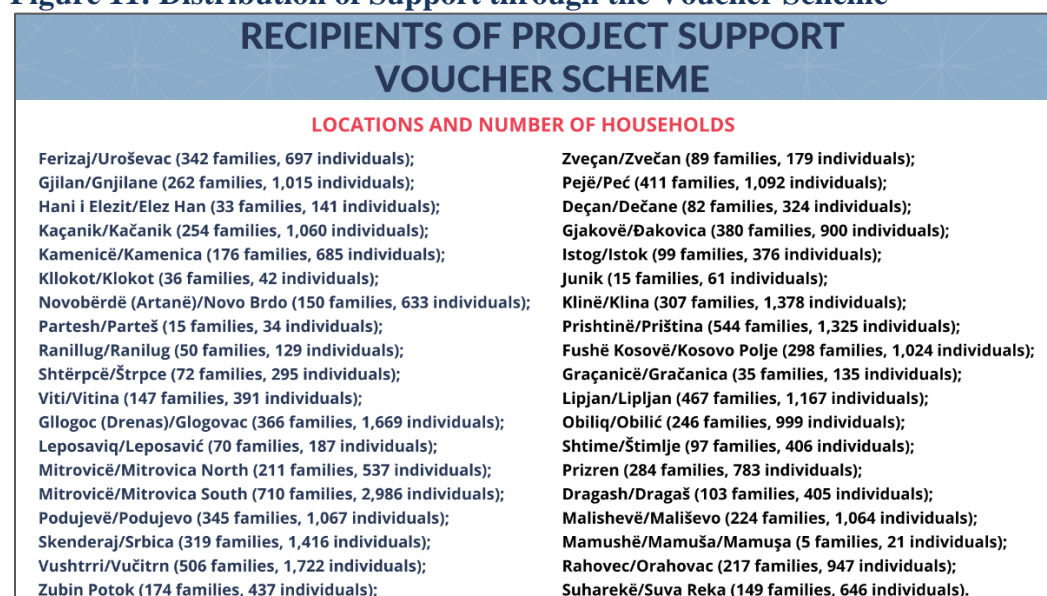 Figure 11: Distribution of Support through the Voucher Scheme
RECIPIENTS OF PROJECT SUPPORT
VOUCHER SCHEME
LOCATIONS AND NUMBER OF HOUSEHOLDS
Ferizaj/Uroševac (342 families, 697 individuals);
Gjilan/Gnjilane (262 families, 1,015 individuals);
Hani i Elezit/Elez Han (33 families, 141 individuals);
Kaçanik/Kačanik (254 families, 1,060 individuals);
Kamenicë/Kamenica (176 families, 685 individuals);
Kllokot/Klokot (36 families, 42 individuals);
Novobërdë (Artanë)/Novo Brdo (150 families, 633 individuals);
Partesh/Parteš (15 families, 34 individuals);
Ranillug/Ranilug (50 families, 129 individuals);
Shtërpcë/Štrpce (72 families, 295 individuals);
Viti/Vitina (147 families, 391 individuals);
Gllogoc (Drenas)/Glogovac (366 families, 1,669 individuals);
Leposaviq/Leposavić (70 families, 187 individuals);
Mitrovicë/Mitrovica North (211 families, 537 individuals);
Mitrovicë/Mitrovica South (710 families, 2,986 individuals);
Podujevë/Podujevo (345 families, 1,067 individuals);
Skenderaj/Srbica (319 families, 1,416 individuals);
Vushtrri/Vučitrn (506 families, 1,722 individuals);
Zubin Potok (174 families, 437 individuals);
Zveçan/Zvečan (89 families, 179 individuals);
Pejë/Peć (411 families, 1,092 individuals);
Deçan/Dečane (82 families, 324 individuals);
Gjakovë/Đakovica (380 families, 900 individuals);
Istog/Istok (99 families, 376 individuals);
Junik (15 families, 61 individuals);
Klinë/Klina (307 families, 1,378 individuals);
Prishtinë/Priština (544 families, 1,325 individuals);
Fushë Kosovë/Kosovo Polje (298 families, 1,024 individuals);
Graçanicë/Gračanica (35 families, 135 individuals);
Lipjan/Lipljan (467 families, 1,167 individuals);
Obiliq/Obilić (246 families, 999 individuals);
Shtime/Štimlje (97 families, 406 individuals);
Prizren (284 families, 783 individuals);
Dragash/Dragaš (103 families, 405 individuals);
Malishevë/Mališevo (224 families, 1,064 individuals);
Mamushë/Mamuša/Mamuşa (5 families, 21 individuals);
Rahovec/Orahovac (217 families, 947 individuals);
Suharekë/Suva Reka (149 families, 646 individuals).